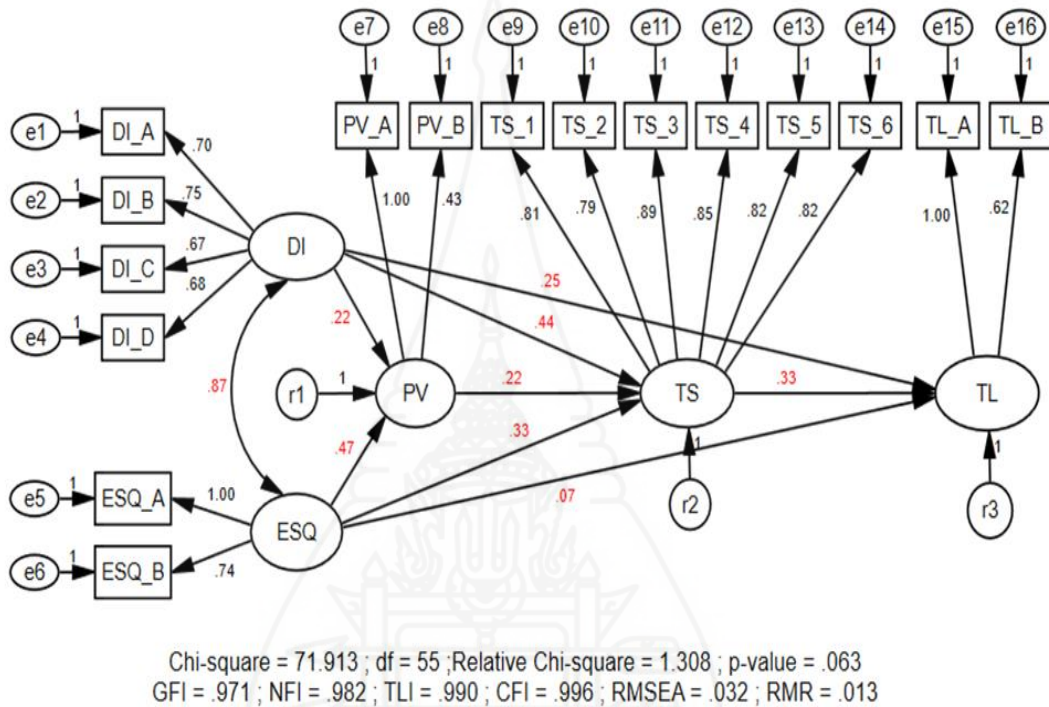 e7 e8 e9 e10 e11 e12 e13 e14 e15 e16
1 1 1 1 1 1 1 1 1 1
PV_A PV_B TS_1 TS_2 TS_3 TS_4 TS_5 TS_6 TL_A TL_B
e1 1 DI_A .70
e2 1 DI_B .75
e3 1 DI_C .67
e4 1 DI_D .68
1.00 .43 .81 .79 .89 .85 .82 .82 1.00 .62
DI
.25
.22 .44
.87
r1 1 PV .22 TS .33 TL
.47 .33
1 1
.07
e5 1 ESQ_A 1.00
ESQ
r2 r3
e6 1 ESQ_B .74
Chi-square = 71.913 ; df = 55 ;Relative Chi-square = 1.308 ; p-value = .063
GFI = .971 ; NFI = .982 ; TLI = .990 ; CFI = .996 ; RMSEA = .032 ; RMR = .013